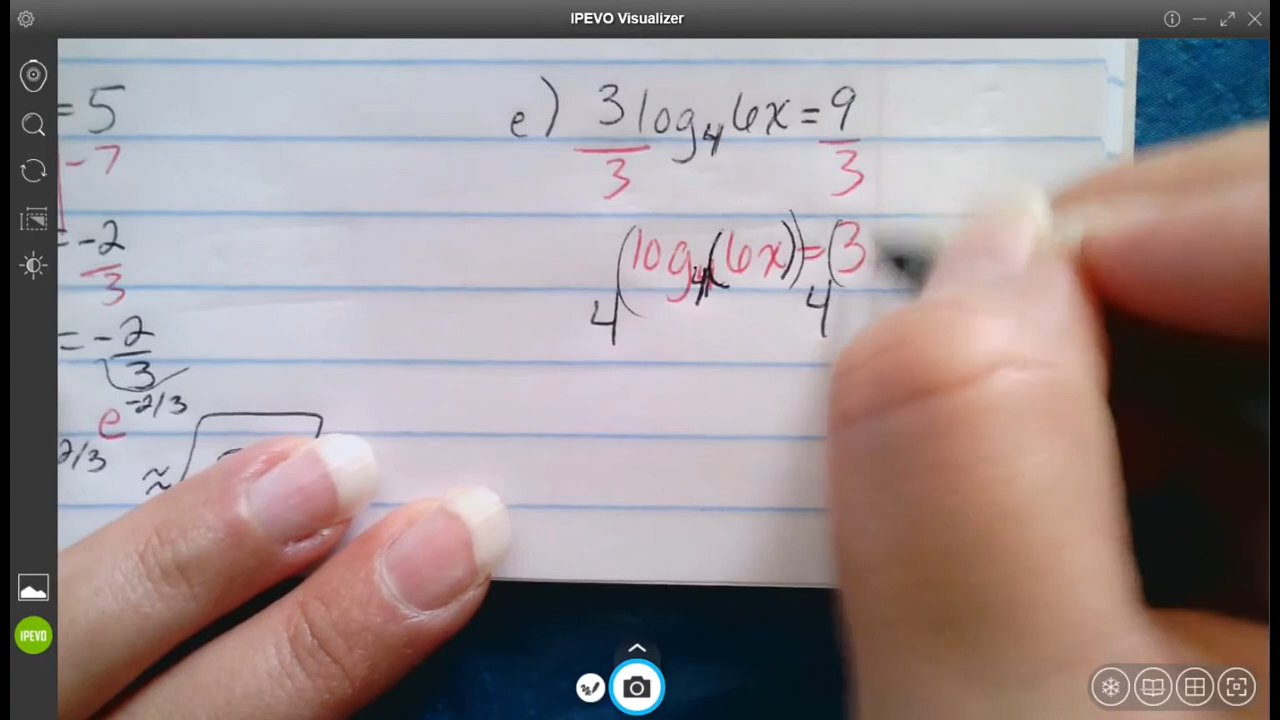 IPEVO Visualizer
= 5
-7
= -2
3
= -2
3
e -2/3
2/3 ≈
e) 3log₄6x = 9
3 3
4 (log₄(6x)) = 4 (3
IPEVO